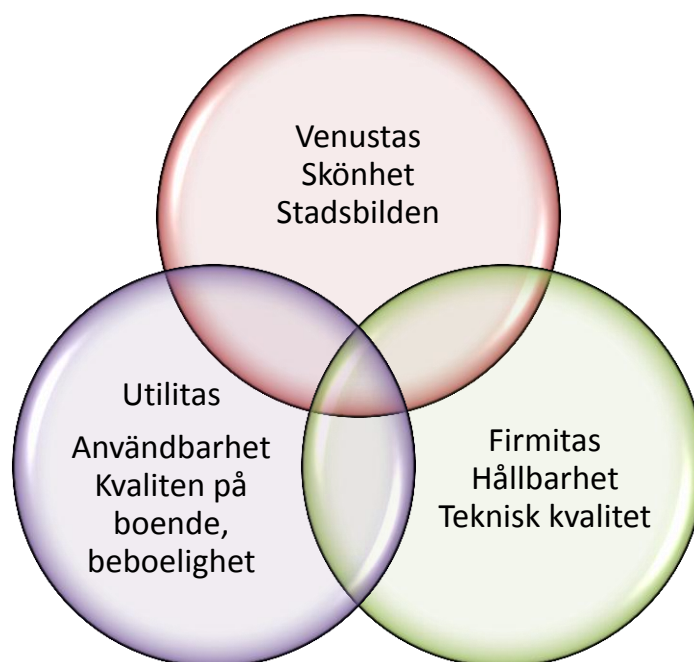 Venustas
Skönhet
Stadsbilden
Utilitas
Användbarhet
Kvaliten på
boende,
beboelighet
Firmitas
Hållbarhet
Teknisk kvalitet